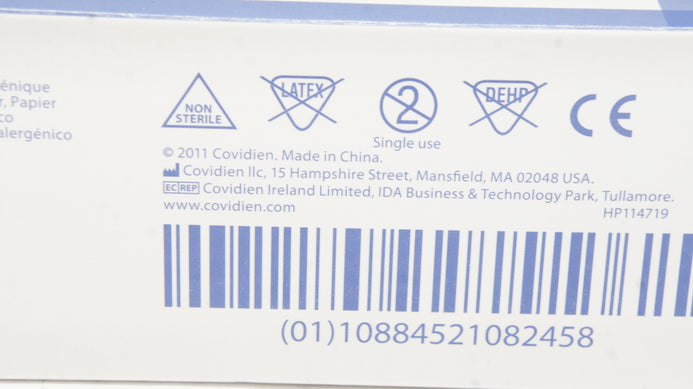 énique
r, Papier
co
alergénico
NON
STERILE
LATEX
2
DEHP
CE
Single use
© 2011 Covidien. Made in China.
Covidien llc, 15 Hampshire Street, Mansfield, MA 02048 USA.
EC REP Covidien Ireland Limited, IDA Business & Technology Park, Tullamore.
www.covidien.com
HP114719
(01)10884521082458